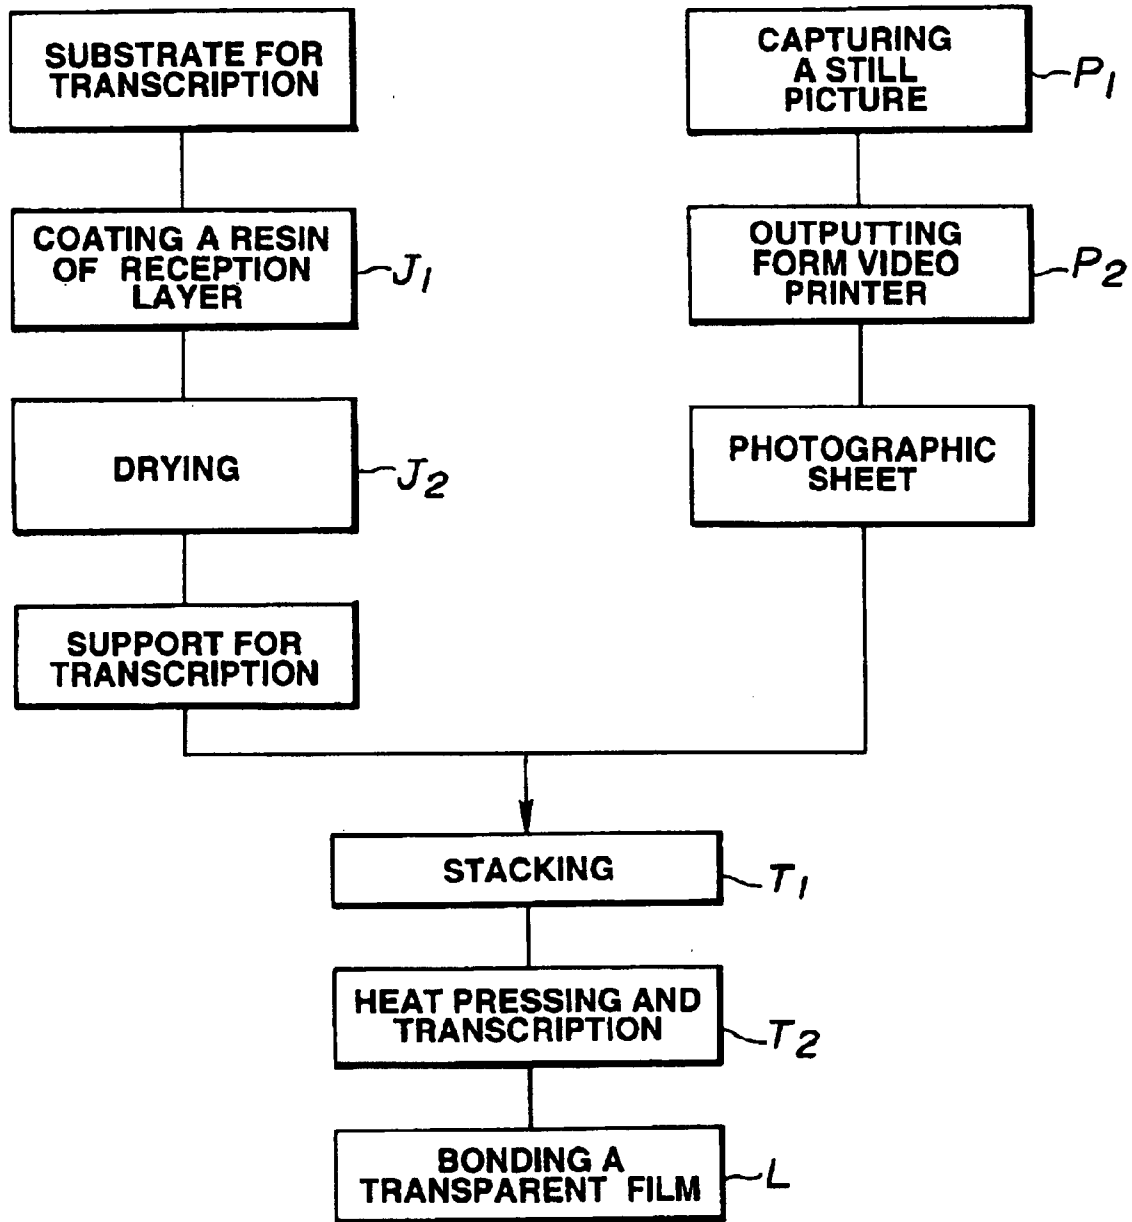 SUBSTRATE FOR
TRANSCRIPTION
COATING A RESIN
OF RECEPTION
LAYER
J1
DRYING
J2
SUPPORT FOR
TRANSCRIPTION
CAPTURING
A STILL
PICTURE
P1
OUTPUTTING
FORM VIDEO
PRINTER
P2
PHOTOGRAPHIC
SHEET
STACKING
T1
HEAT PRESSING AND
TRANSCRIPTION
T2
BONDING A
TRANSPARENT FILM
L